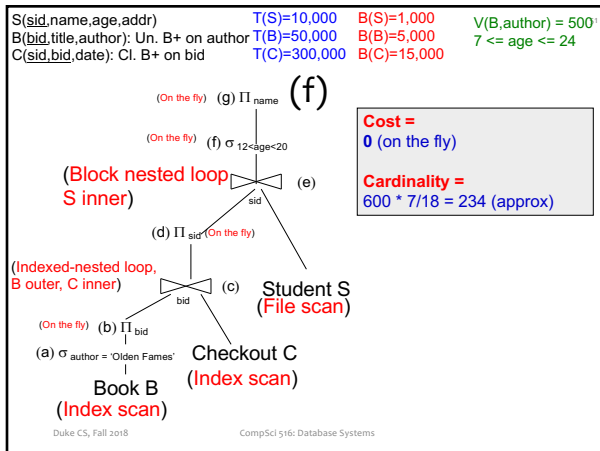 S(sid,name,age,addr)
B(bid,title,author): Un. B+ on author
C(sid,bid,date): Cl. B+ on bid
T(S)=10,000
T(B)=50,000
T(C)=300,000
B(S)=1,000
B(B)=5,000
B(C)=15,000
V(B,author) = 500
7 <= age <= 24
(On the fly) (g) Π name (f)
(On the fly) (f) σ 12<age<20
(Block nested loop
S inner)
(e)
sid
(d) Π sid (On the fly)
(Indexed-nested loop,
B outer, C inner)
(c)
bid
Student S
(File scan)
(On the fly) (b) Π bid
(a) σ author = 'Olden Fames'
Checkout C
(Index scan)
Book B
(Index scan)
Cost =
0 (on the fly)
Cardinality =
600 * 7/18 = 234 (approx)
Duke CS, Fall 2018
CompSci 516: Database Systems